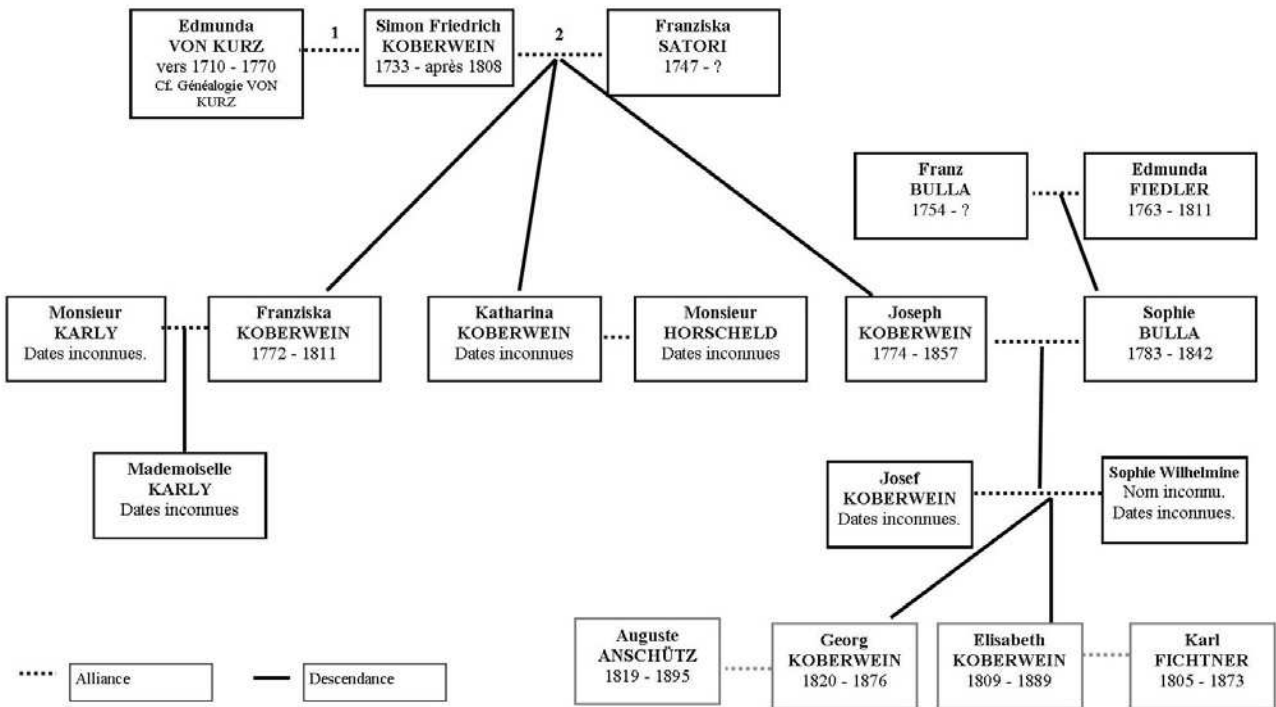 Edmunda
VON KURZ
vers 1710 - 1770
Cf. Généalogie VON
KURZ
1
Simon Friedrich
KOBERWEIN
1733 - après 1808
2
Franziska
SATORI
1747 - ?
Franz
BULLA
1754 - ?
Edmunda
FIEDLER
1763 - 1811
Monsieur
KARLY
Dates inconnues.
Franziska
KOBERWEIN
1772 - 1811
Katharina
KOBERWEIN
Dates inconnues
Monsieur
HORSCHELD
Dates inconnues
Joseph
KOBERWEIN
1774 - 1857
Sophie
BULLA
1783 - 1842
Mademoiselle
KARLY
Dates inconnues
Josef
KOBERWEIN
Dates inconnues.
Sophie Wilhelmine
Nom inconnu.
Dates inconnues.
Auguste
ANSCHÜTZ
1819 - 1895
Georg
KOBERWEIN
1820 - 1876
Elisabeth
KOBERWEIN
1809 - 1889
Karl
FICHTNER
1805 - 1873
Alliance
Descendance